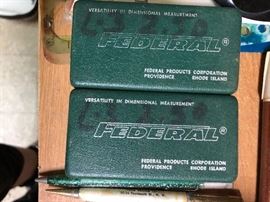 VERSATILITY IN DIMENSIONAL MEASUREMENT
FEDERAL®
FEDERAL PRODUCTS CORPORATION
PROVIDENCE RHODE ISLAND
VERSATILITY IN DIMENSIONAL MEASUREMENT
FEDERAL®
FEDERAL PRODUCTS CORPORATION
PROVIDENCE RHODE ISLAND